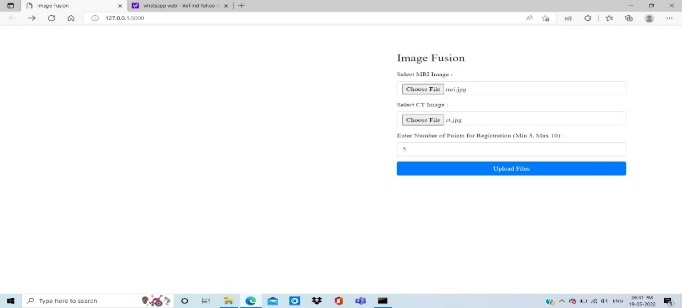 Image Fusion
whatsapp web - AirFind Yahoo
127.0.0.1:5000
Image Fusion
Select MRI Image :
Choose File mri.jpg
Select CT Image :
Choose File ct.jpg
Enter Number of Points for Registration (Min 5, Max 10) :
5
Upload Files
Type here to search
ENG
06:41 PM
19-05-2022